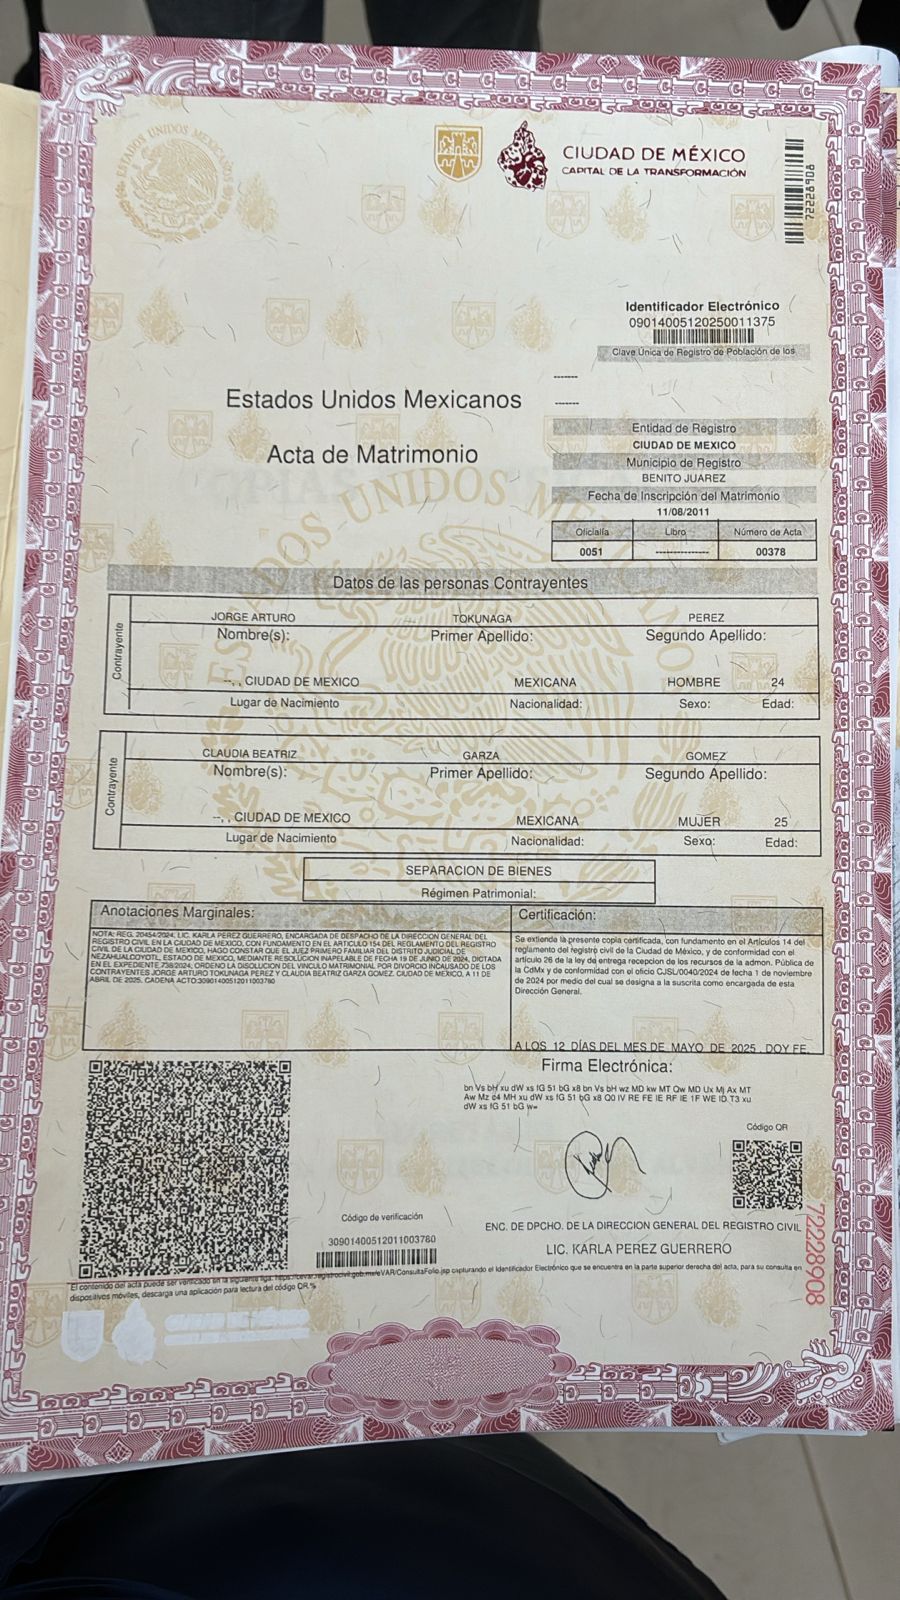 ESTADOS UNIDOS MEXICANOS
CIUDAD DE MÉXICO
CAPITAL DE LA TRANSFORMACIÓN
72228908
Identificador Electrónico
09014005120250011375
Clave Única de Registro de Población de los
-------
-------
Estados Unidos Mexicanos
Acta de Matrimonio
Entidad de Registro
CIUDAD DE MEXICO
Municipio de Registro
BENITO JUAREZ
Fecha de Inscripción del Matrimonio
11/08/2011
Oficialía Libro Número de Acta
0051 --------------- 00378
Datos de las personas Contrayentes
Contrayente
JORGE ARTURO TOKUNAGA PEREZ
Nombre(s): Primer Apellido: Segundo Apellido:
--, , CIUDAD DE MEXICO MEXICANA HOMBRE 24
Lugar de Nacimiento Nacionalidad: Sexo: Edad:
Contrayente
CLAUDIA BEATRIZ GARZA GOMEZ
Nombre(s): Primer Apellido: Segundo Apellido:
--, , CIUDAD DE MEXICO MEXICANA MUJER 25
Lugar de Nacimiento Nacionalidad: Sexo: Edad:
SEPARACION DE BIENES
Régimen Patrimonial:
Anotaciones Marginales:
NOTA: REG. 20454/2024. LIC. KARLA PEREZ GUERRERO, ENCARGADA DE DESPACHO DE LA DIRECCION GENERAL DEL
REGISTRO CIVIL EN LA CIUDAD DE MEXICO, CON FUNDAMENTO EN EL ARTICULO 154 DEL REGLAMENTO DEL REGISTRO
CIVIL DE LA CIUDAD DE MEXICO, HAGO CONSTAR QUE EL JUEZ PRIMERO FAMILIAR DEL DISTRITO JUDICIAL DE
NEZAHUALCOYOTL, ESTADO DE MEXICO, MEDIANTE RESOLUCION INAPELABLE DE FECHA 19 DE JUNIO DE 2024, DICTADA
EN EL EXPEDIENTE 738/2024, ORDENO LA DISOLUCION DEL VINCULO MATRIMONIAL POR DIVORCIO INCAUSADO DE LOS
CONTRAYENTES JORGE ARTURO TOKUNAGA PEREZ Y CLAUDIA BEATRIZ GARZA GOMEZ. CIUDAD DE MEXICO, A 11 DE
ABRIL DE 2025. CADENA ACTO:30901400512011003780
Certificación:
Se extiende la presente copia certificada, con fundamento en el Artículos 14 del
reglamento del registro civil de la Ciudad de México, y de conformidad con el
artículo 26 de la ley de entrega recepcion de los recursos de la admon. Pública de
la CdMx y de conformidad con el oficio CJSL/0040/2024 de fecha 1 de noviembre
de 2024 por medio del cual se designa a la suscrita como encargada de esta
Dirección General.
A LOS 12 DÍAS DEL MES DE MAYO DE 2025 . DOY FE.
Firma Electrónica:
bn Vs bH xu dW xs IG 51 bG x8 bn Vs bH wz MD kw MT Qw MD Ux Mj Ax MT
Aw Mz c4 MH xu dW xs IG 51 bG x8 Q0 lV RE FE IE RF IE 1F WE lD T3 xu
dW xs IG 51 bG w=
Código QR
Código de verificación
30901400512011003780
ENC. DE DPCHO. DE LA DIRECCION GENERAL DEL REGISTRO CIVIL
LIC. KARLA PEREZ GUERRERO
72228908
El contenido del acta puede ser verificado en la siguiente liga: capturando el Identificador Electrónico que se encuentra en la parte superior derecha del acta, para su consulta en
dispositivos móviles, descarga una aplicación para lectura del código QR.